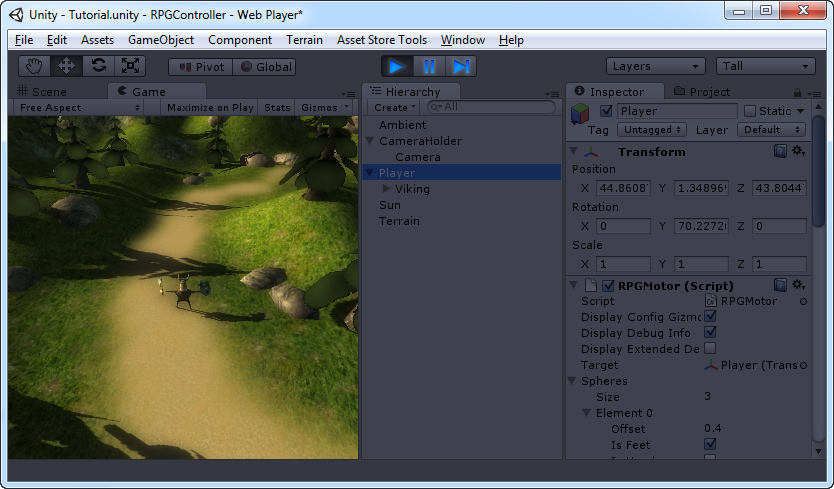 Unity - Tutorial.unity - RPGController - Web Player*
File Edit Assets GameObject Component Terrain Asset Store Tools Window Help
Pivot Global Layers Tall
Scene Game
Free Aspect Maximize on Play Stats Gizmos
Hierarchy
Create All
Ambient
CameraHolder
Camera
Player
Viking
Sun
Terrain
Inspector Project
Player Static
Tag Untagged Layer Default
Transform
Position
X 44.8608 Y 1.34896 Z 43.8044
Rotation
X 0 Y 70.2272 Z 0
Scale
X 1 Y 1 Z 1
RPGMotor (Script)
Script RPGMotor
Display Config Gizmo
Display Debug Info
Display Extended De
Target Player (Trans
Spheres
Size 3
Element 0
Offset 0.4
Is Feet